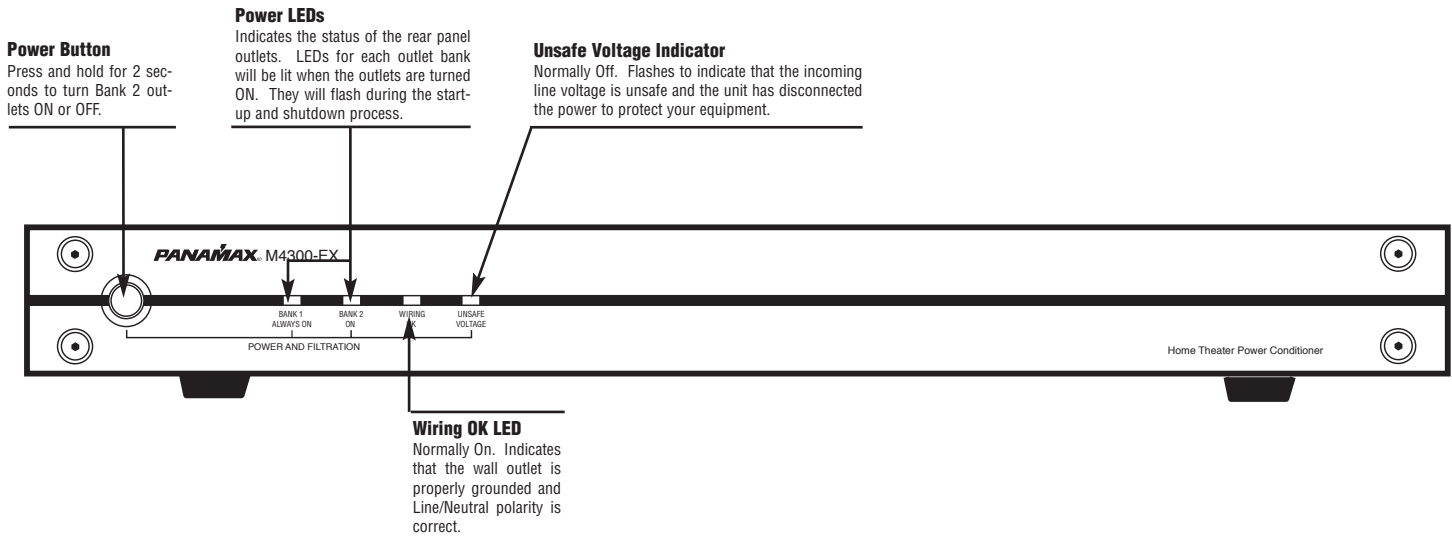 Power LEDs
Indicates the status of the rear panel
outlets. LEDs for each outlet bank
will be lit when the outlets are turned
ON. They will flash during the start-
up and shutdown process.
Power Button
Press and hold for 2 sec-
onds to turn Bank 2 out-
lets ON or OFF.
Unsafe Voltage Indicator
Normally Off. Flashes to indicate that the incoming
line voltage is unsafe and the unit has disconnected
the power to protect your equipment.
PANAMAX® M4300-EX
BANK 1
ALWAYS ON
BANK 2
ON
WIRING
OK
UNSAFE
VOLTAGE
POWER AND FILTRATION
Home Theater Power Conditioner
Wiring OK LED
Normally On. Indicates
that the wall outlet is
properly grounded and
Line/Neutral polarity is
correct.